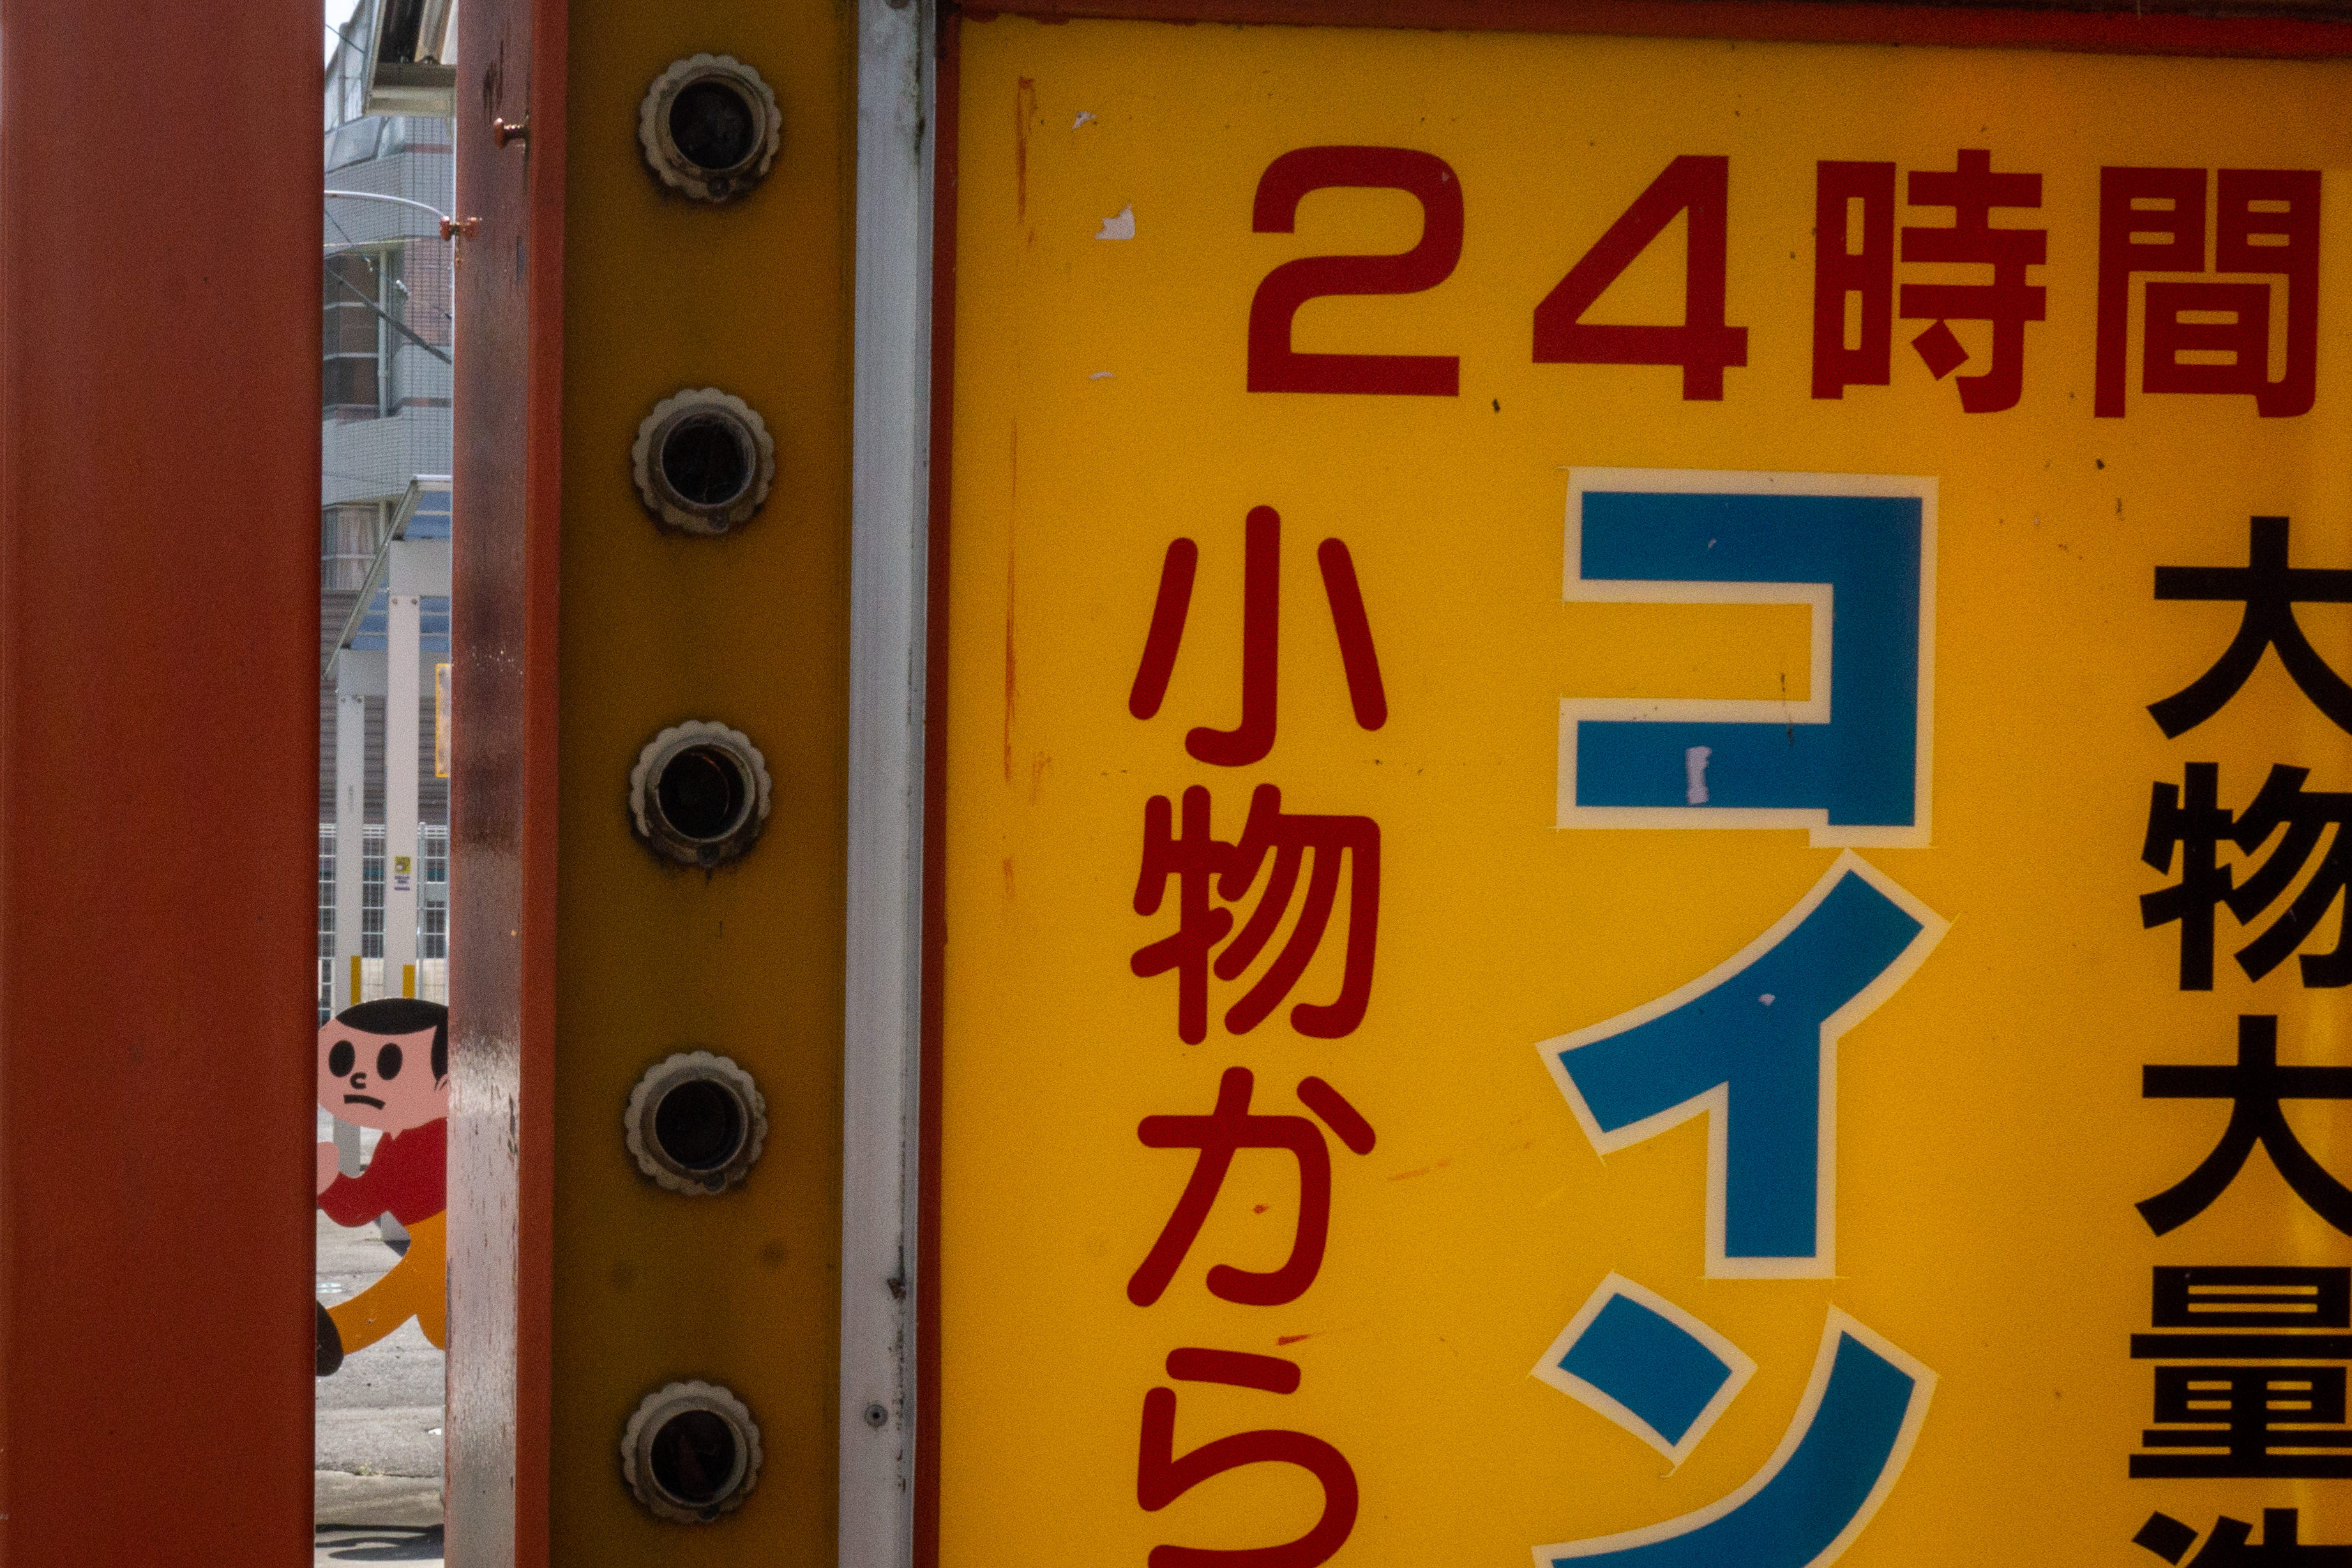 24時間
大物大量
コイン
小物から